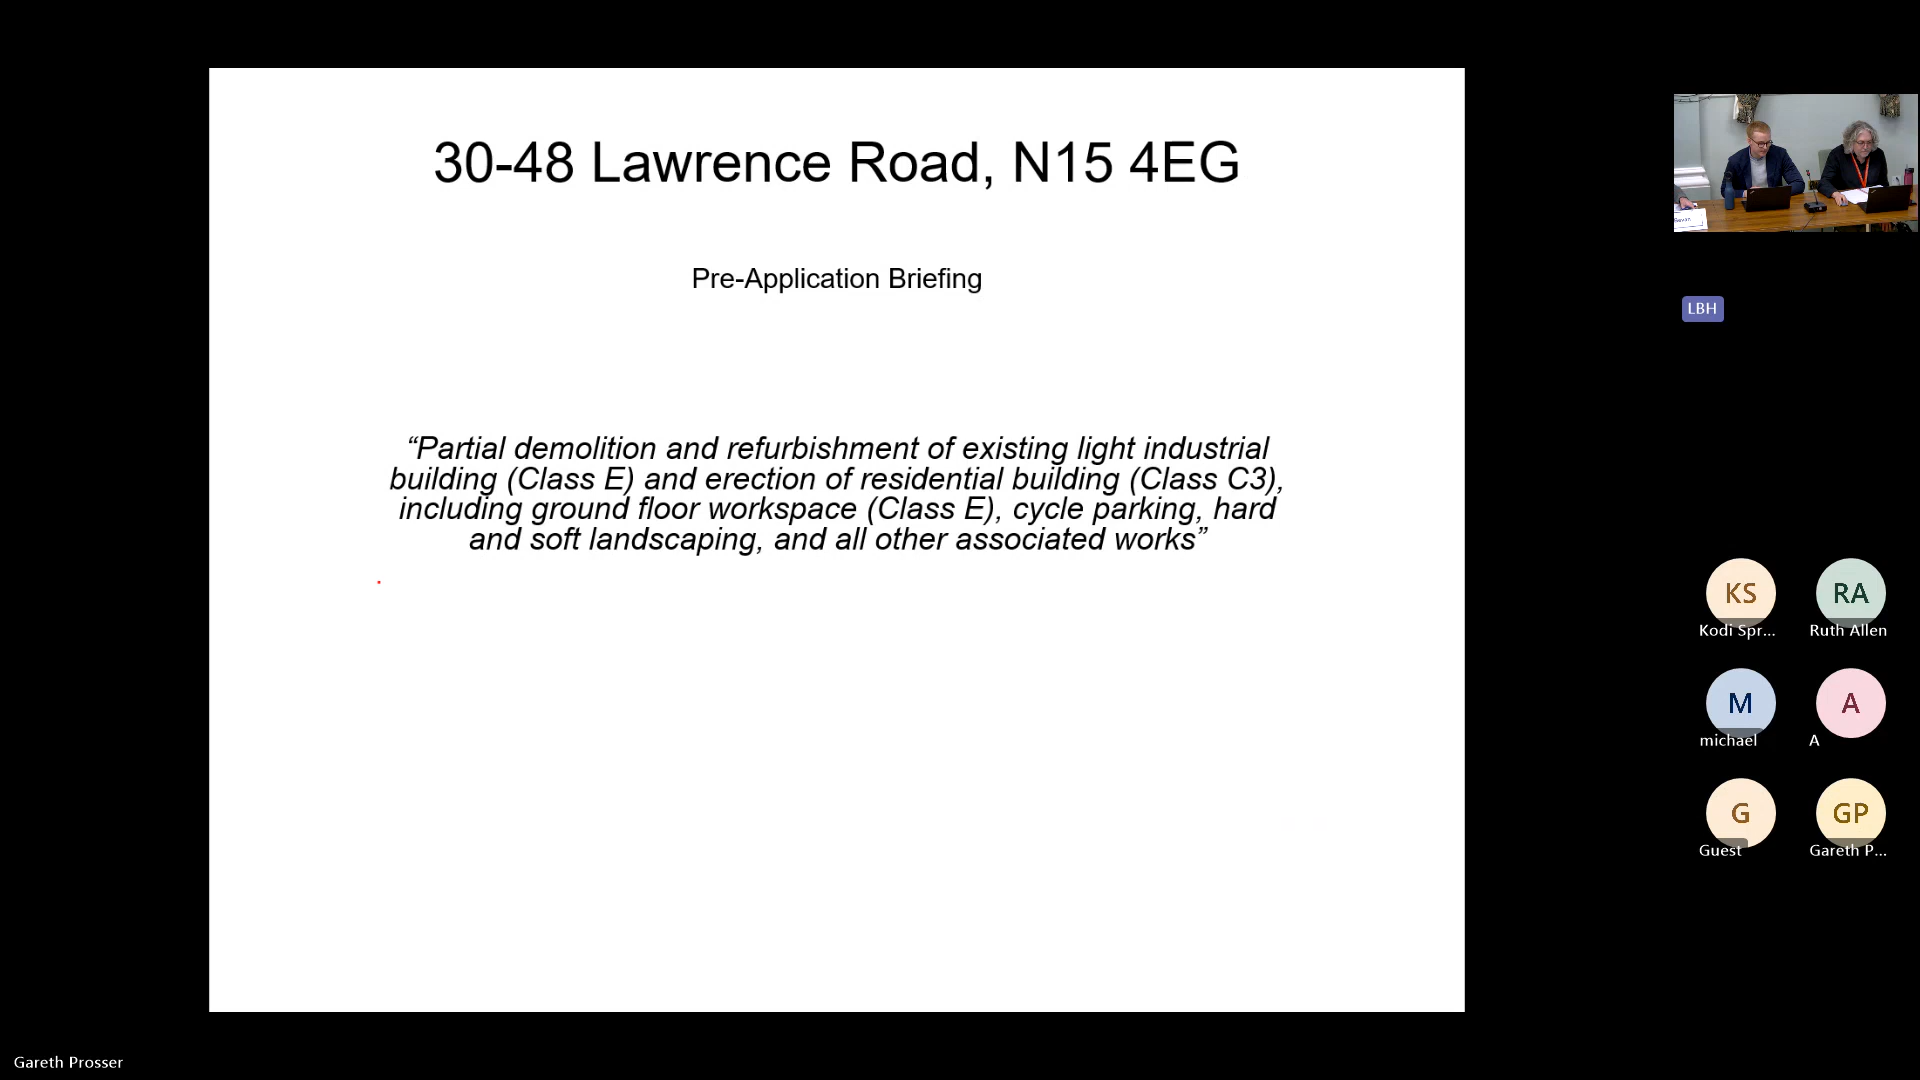 30-48 Lawrence Road, N15 4EG
Pre-Application Briefing
“Partial demolition and refurbishment of existing light industrial
building (Class E) and erection of residential building (Class C3),
including ground floor workspace (Class E), cycle parking, hard
and soft landscaping, and all other associated works”
LBH
KS
Kodi Spr...
RA
Ruth Allen
M
michael
A
A
G
Guest
GP
Gareth P...
Gareth Prosser